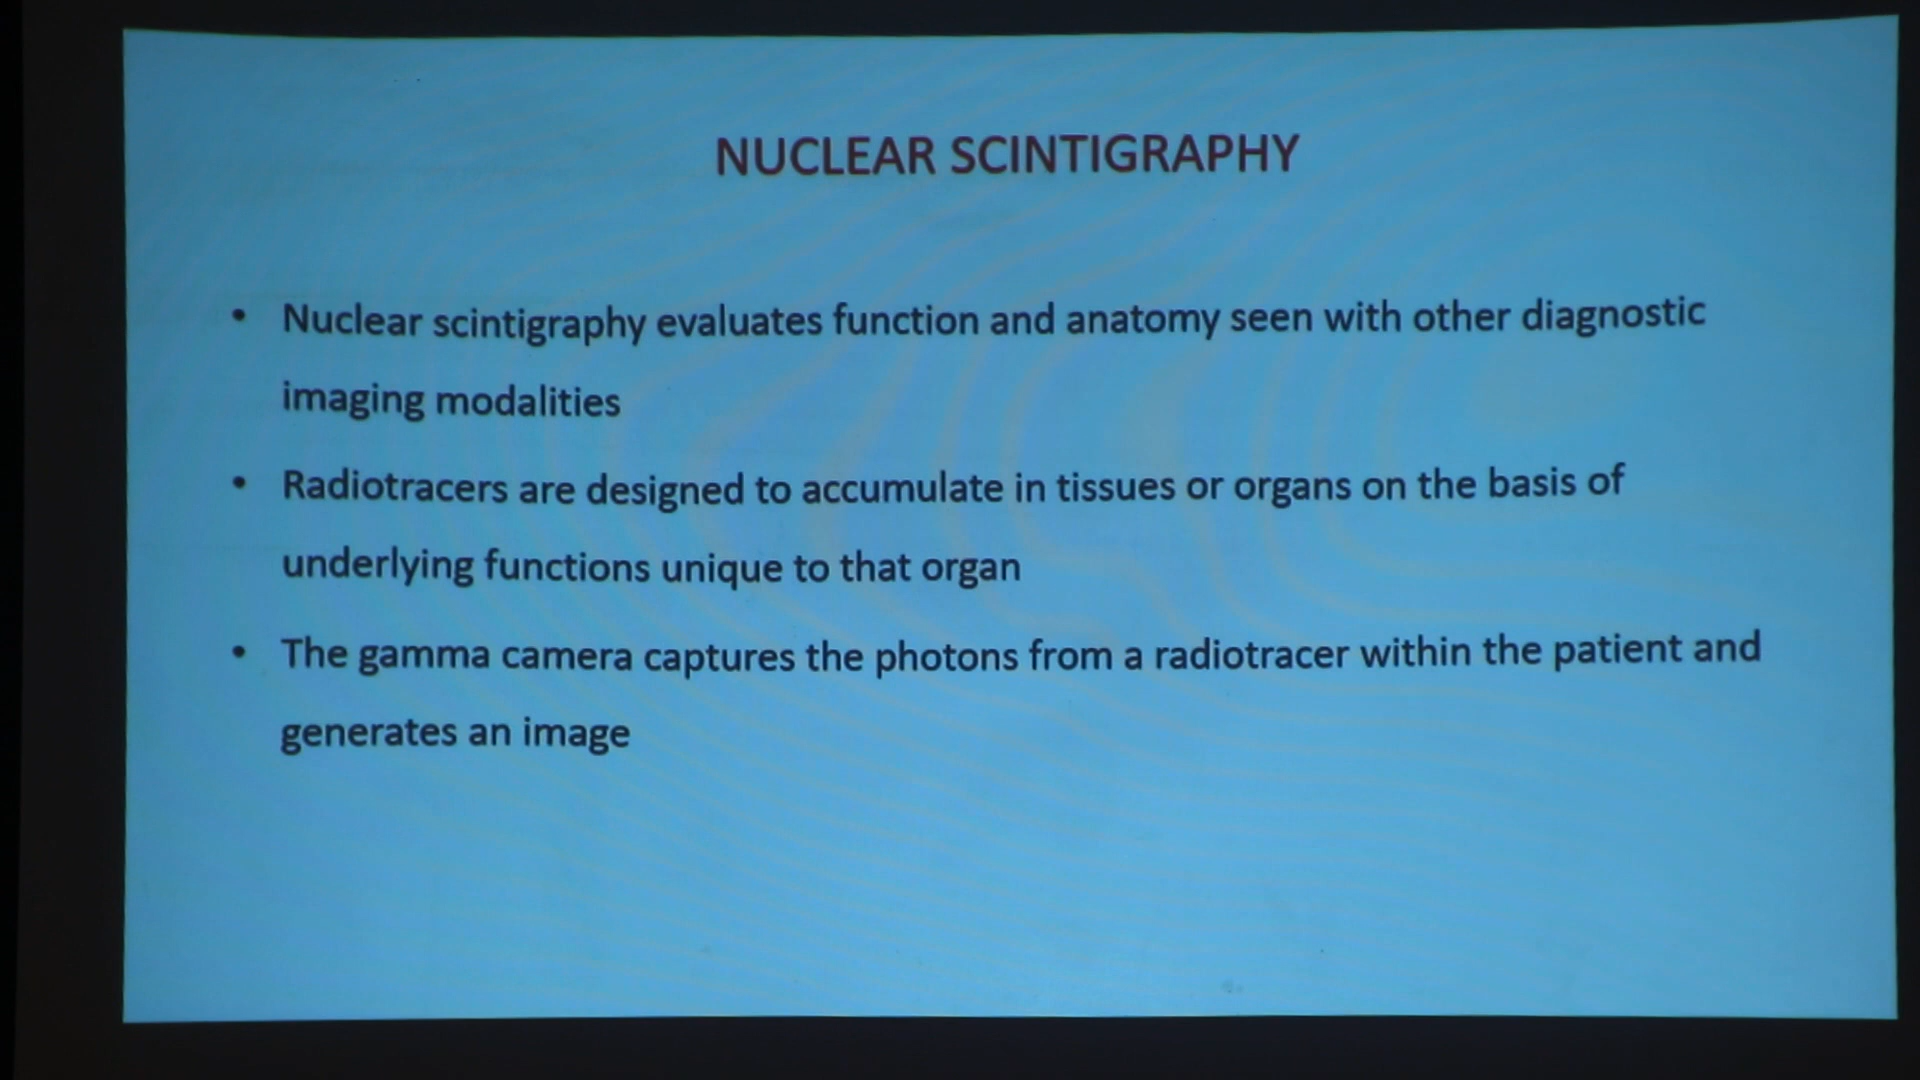 NUCLEAR SCINTIGRAPHY
• Nuclear scintigraphy evaluates function and anatomy seen with other diagnostic
imaging modalities
• Radiotracers are designed to accumulate in tissues or organs on the basis of
underlying functions unique to that organ
• The gamma camera captures the photons from a radiotracer within the patient and
generates an image